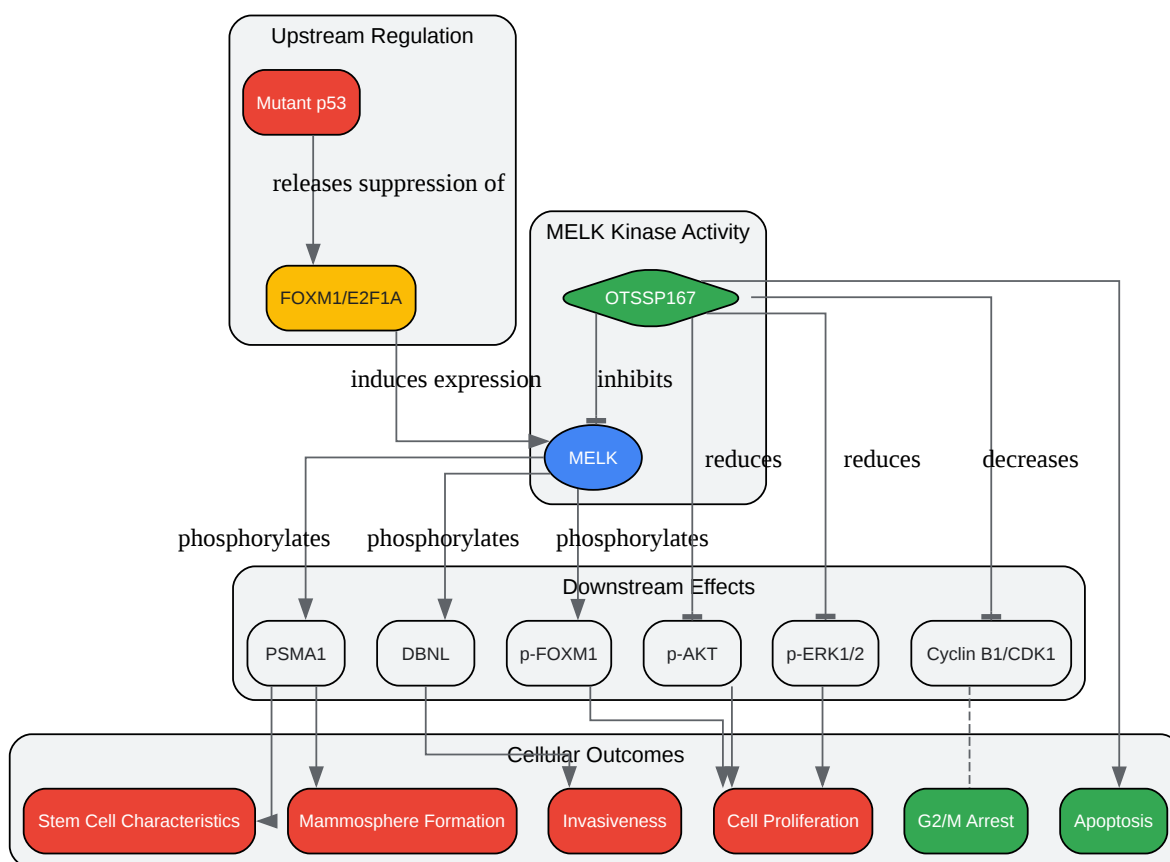 Upstream Regulation
Mutant p53
releases suppression of
MELK Kinase Activity
FOXM1/E2F1A
OTSSP167
induces expression
inhibits
MELK
reduces
reduces
decreases
phosphorylates
phosphorylates
phosphorylates
Downstream Effects
PSMA1
DBNL
p-FOXM1
p-AKT
p-ERK1/2
Cyclin B1/CDK1
Cellular Outcomes
Stem Cell Characteristics
Mammosphere Formation
Invasiveness
Cell Proliferation
G2/M Arrest
Apoptosis